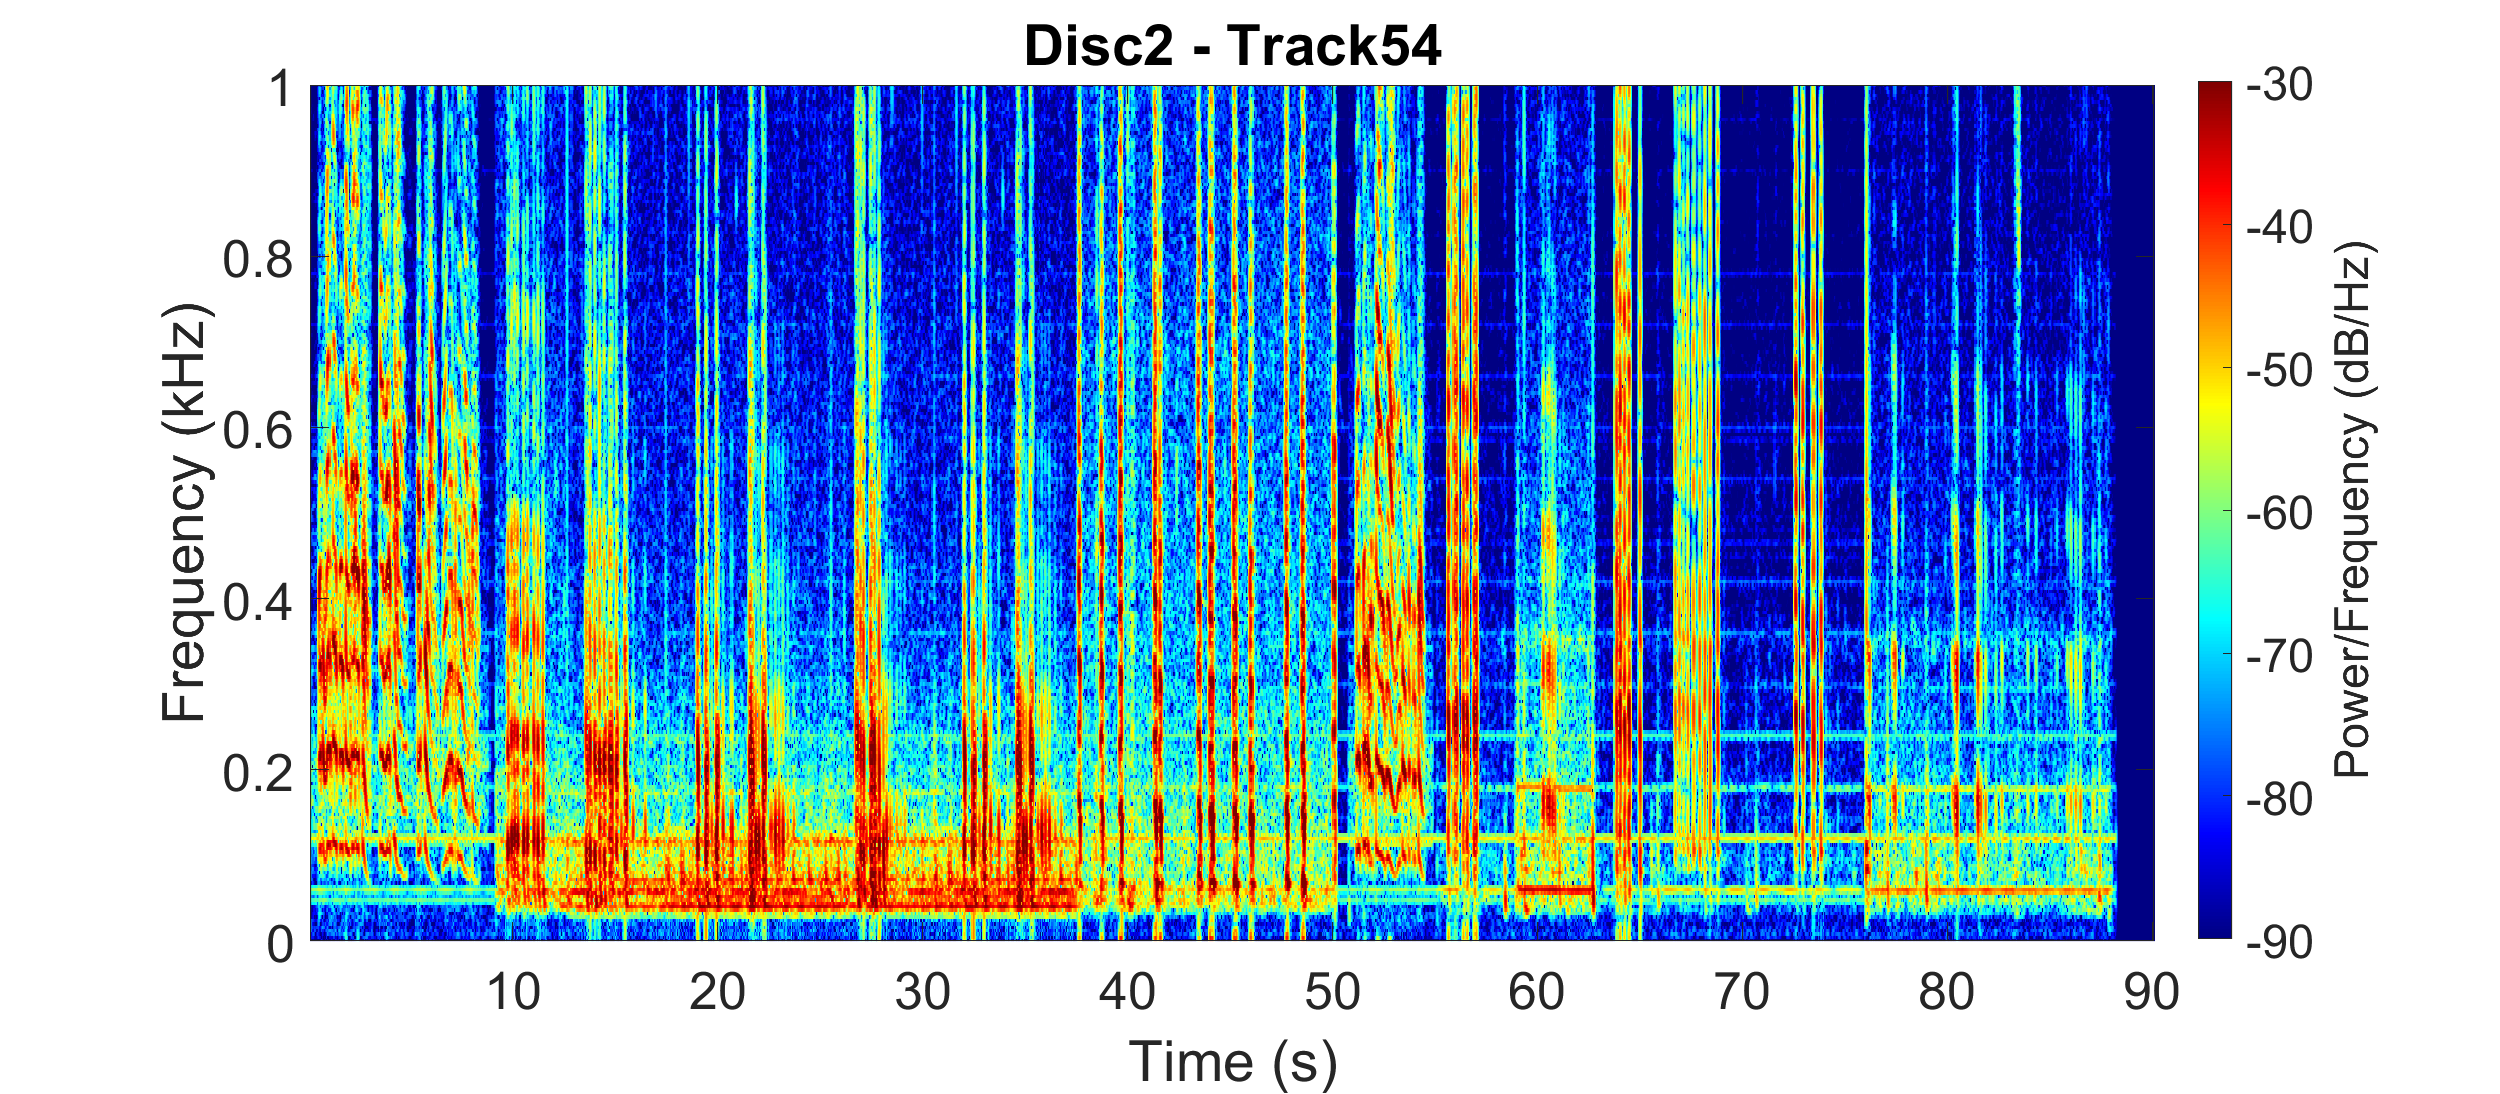 Disc2 - Track54
Frequency (kHz)
1
0.8
0.6
0.4
0.2
0
10 20 30 40 50 60 70 80 90
Time (s)
-30
-40
-50
-60
-70
-80
-90
Power/Frequency (dB/Hz)